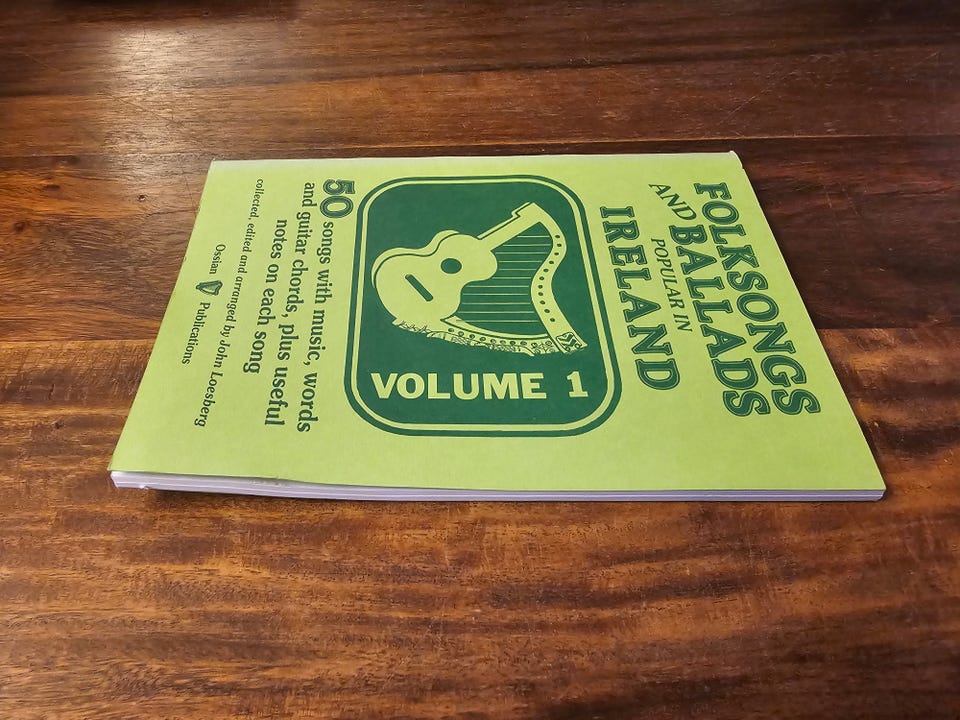 FOLKSONGS
AND BALLADS
POPULAR IN
IRELAND
VOLUME 1
50 songs with music, words
and guitar chords, plus useful
notes on each song
collected, edited and arranged by John Loesberg
Ossian Publications